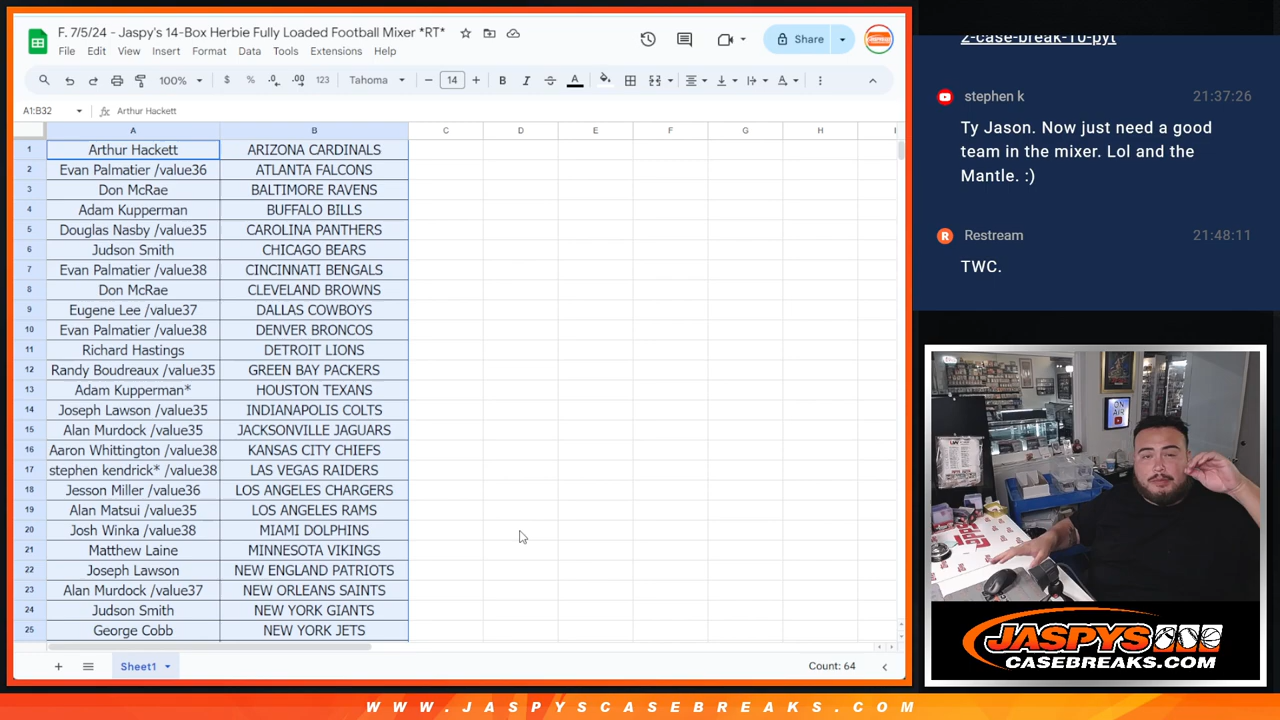 F. 7/5/24 - Jaspy's 14-Box Herbie Fully Loaded Football Mixer *RT*
File Edit View Insert Format Data Tools Extensions Help
Share
100% $ % .0 .00 123 Tahoma 14 B I A
A1:B32 fx Arthur Hackett
A B C D E F G H I
1 Arthur Hackett ARIZONA CARDINALS
2 Evan Palmatier /value36 ATLANTA FALCONS
3 Don McRae BALTIMORE RAVENS
4 Adam Kupperman BUFFALO BILLS
5 Douglas Nasby /value35 CAROLINA PANTHERS
6 Judson Smith CHICAGO BEARS
7 Evan Palmatier /value38 CINCINNATI BENGALS
8 Don McRae CLEVELAND BROWNS
9 Eugene Lee /value37 DALLAS COWBOYS
10 Evan Palmatier /value38 DENVER BRONCOS
11 Richard Hastings DETROIT LIONS
12 Randy Boudreaux /value35 GREEN BAY PACKERS
13 Adam Kupperman* HOUSTON TEXANS
14 Joseph Lawson /value35 INDIANAPOLIS COLTS
15 Alan Murdock /value35 JACKSONVILLE JAGUARS
16 Aaron Whittington /value38 KANSAS CITY CHIEFS
17 stephen kendrick* /value38 LAS VEGAS RAIDERS
18 Jesson Miller /value36 LOS ANGELES CHARGERS
19 Alan Matsui /value35 LOS ANGELES RAMS
20 Josh Winka /value38 MIAMI DOLPHINS
21 Matthew Laine MINNESOTA VIKINGS
22 Joseph Lawson NEW ENGLAND PATRIOTS
23 Alan Murdock /value37 NEW ORLEANS SAINTS
24 Judson Smith NEW YORK GIANTS
25 George Cobb NEW YORK JETS
Sheet1
Count: 64
2-case-break-10-pyt
stephen k 21:37:26
Ty Jason. Now just need a good
team in the mixer. Lol and the
Mantle. :)
Restream 21:48:11
TWC.
ON
AIR
JASPYS
CASEBREAKS.COM
WWW.JASPYSCASEBREAKS.COM